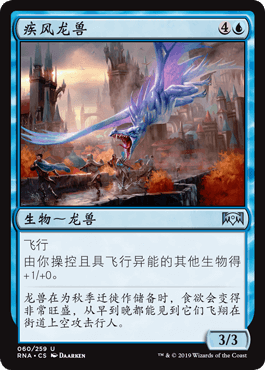 疾风龙兽 4
生物～龙兽
飞行
由你操控且具飞行异能的其他生物得
+1/+0。
龙兽在为秋季迁徙作储备时，食欲会变得
非常旺盛，从早到晚都能见到它们飞翔在
街道上空攻击行人。
3/3
060/259 U
RNA • CS DAARKEN
™ & © 2019 Wizards of the Coast